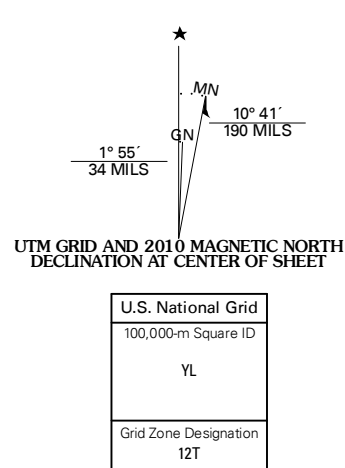 ★
MN
10° 41´
190 MILS
GN
1° 55´
34 MILS
UTM GRID AND 2010 MAGNETIC NORTH
DECLINATION AT CENTER OF SHEET
U.S. National Grid
100,000-m Square ID
YL
Grid Zone Designation
12T